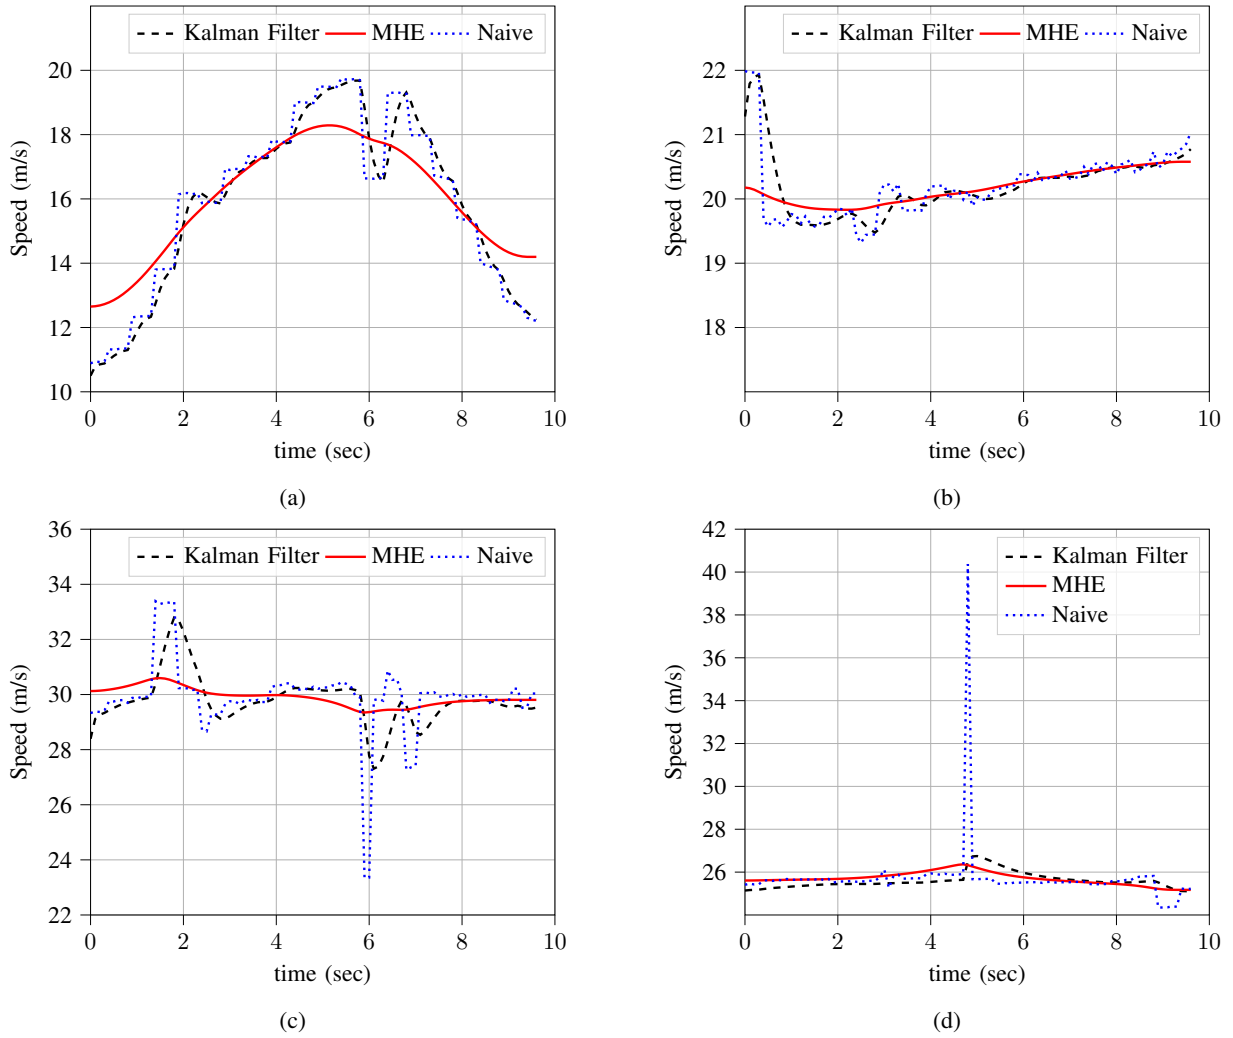 Kalman Filter MHE Naive
20
18
16
14
12
10
Speed (m/s)
0 2 4 6 8 10
time (sec)
(a)
Kalman Filter MHE Naive
22
21
20
19
18
Speed (m/s)
0 2 4 6 8 10
time (sec)
(b)
Kalman Filter MHE Naive
36
34
32
30
28
26
24
22
Speed (m/s)
0 2 4 6 8 10
time (sec)
(c)
Kalman Filter
MHE
Naive
42
40
38
36
34
32
30
28
26
Speed (m/s)
0 2 4 6 8 10
time (sec)
(d)